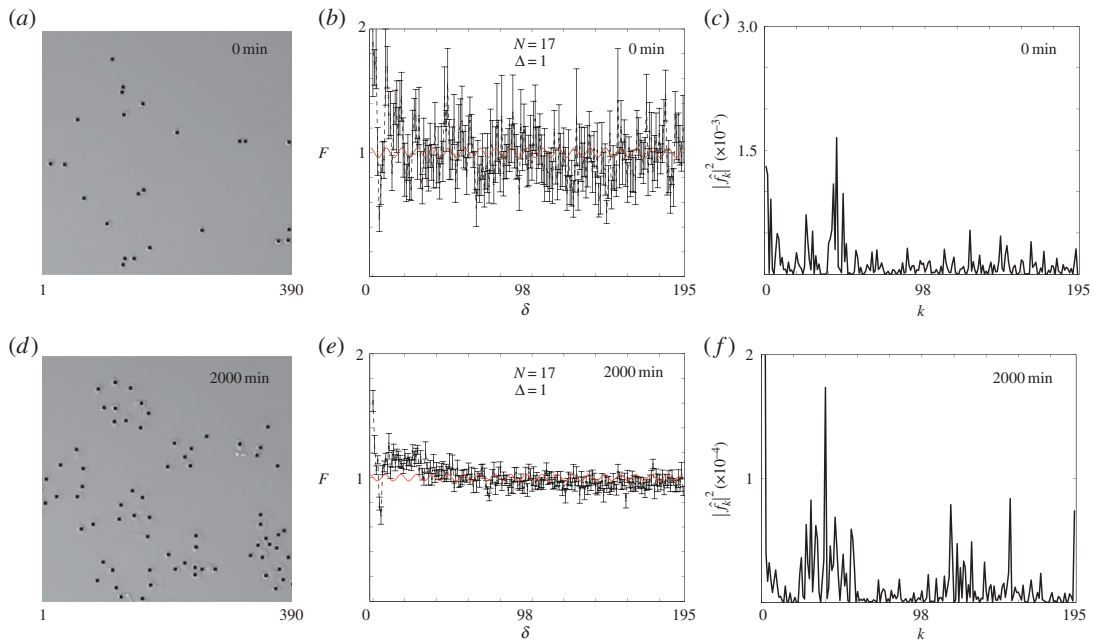 (a)
0 min
1
390
(b)
2
1
0
F
N = 17
Δ = 1
0 min
0
98
195
δ
(c)
3.0
1.5
|f̂ₖ|² (×10⁻³)
0 min
0
98
195
k
(d)
2000 min
1
390
(e)
2
1
0
F
N = 17
Δ = 1
2000 min
0
98
195
δ
(f)
2
1
|f̂ₖ|² (×10⁻⁴)
2000 min
0
98
195
k